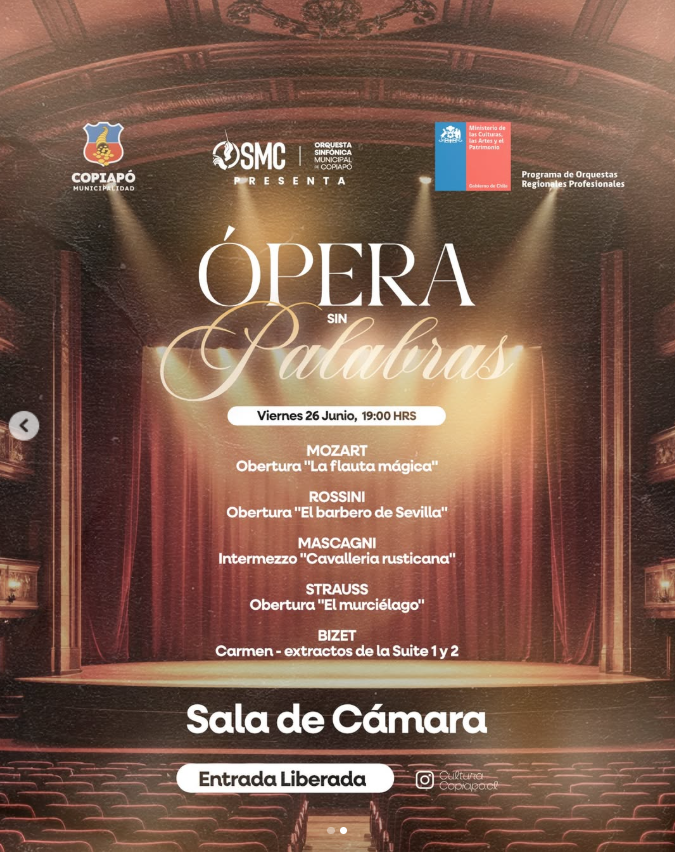 COPIAPÓ
MUNICIPALIDAD
OSMC
ORQUESTA
SINFÓNICA
MUNICIPAL
DE COPIAPÓ
PRESENTA
Ministerio de
las Culturas,
las Artes y el
Patrimonio
Gobierno de Chile
Programa de Orquestas
Regionales Profesionales
ÓPERA
SIN
Palabras
Viernes 26 Junio, 19:00 HRS
MOZART
Obertura "La flauta mágica"
ROSSINI
Obertura "El barbero de Sevilla"
MASCAGNI
Intermezzo "Cavalleria rusticana"
STRAUSS
Obertura "El murciélago"
BIZET
Carmen - extractos de la Suite 1 y 2
Sala de Cámara
Entrada Liberada
Cultura
Copiapo.cl